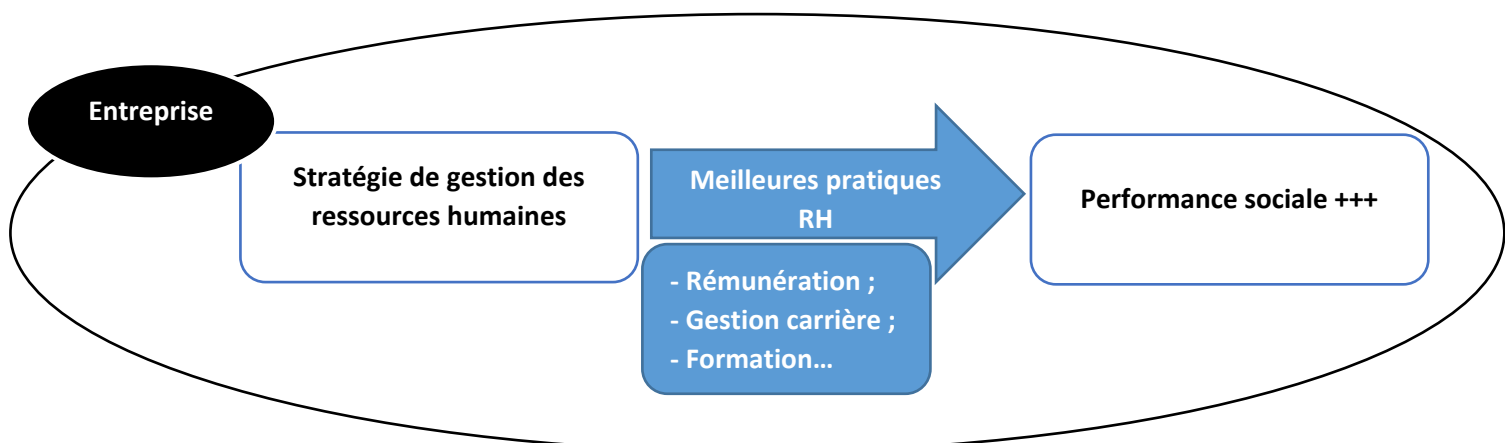 Entreprise
Stratégie de gestion des
ressources humaines
Meilleures pratiques
RH
- Rémunération ;
- Gestion carrière ;
- Formation…
Performance sociale +++